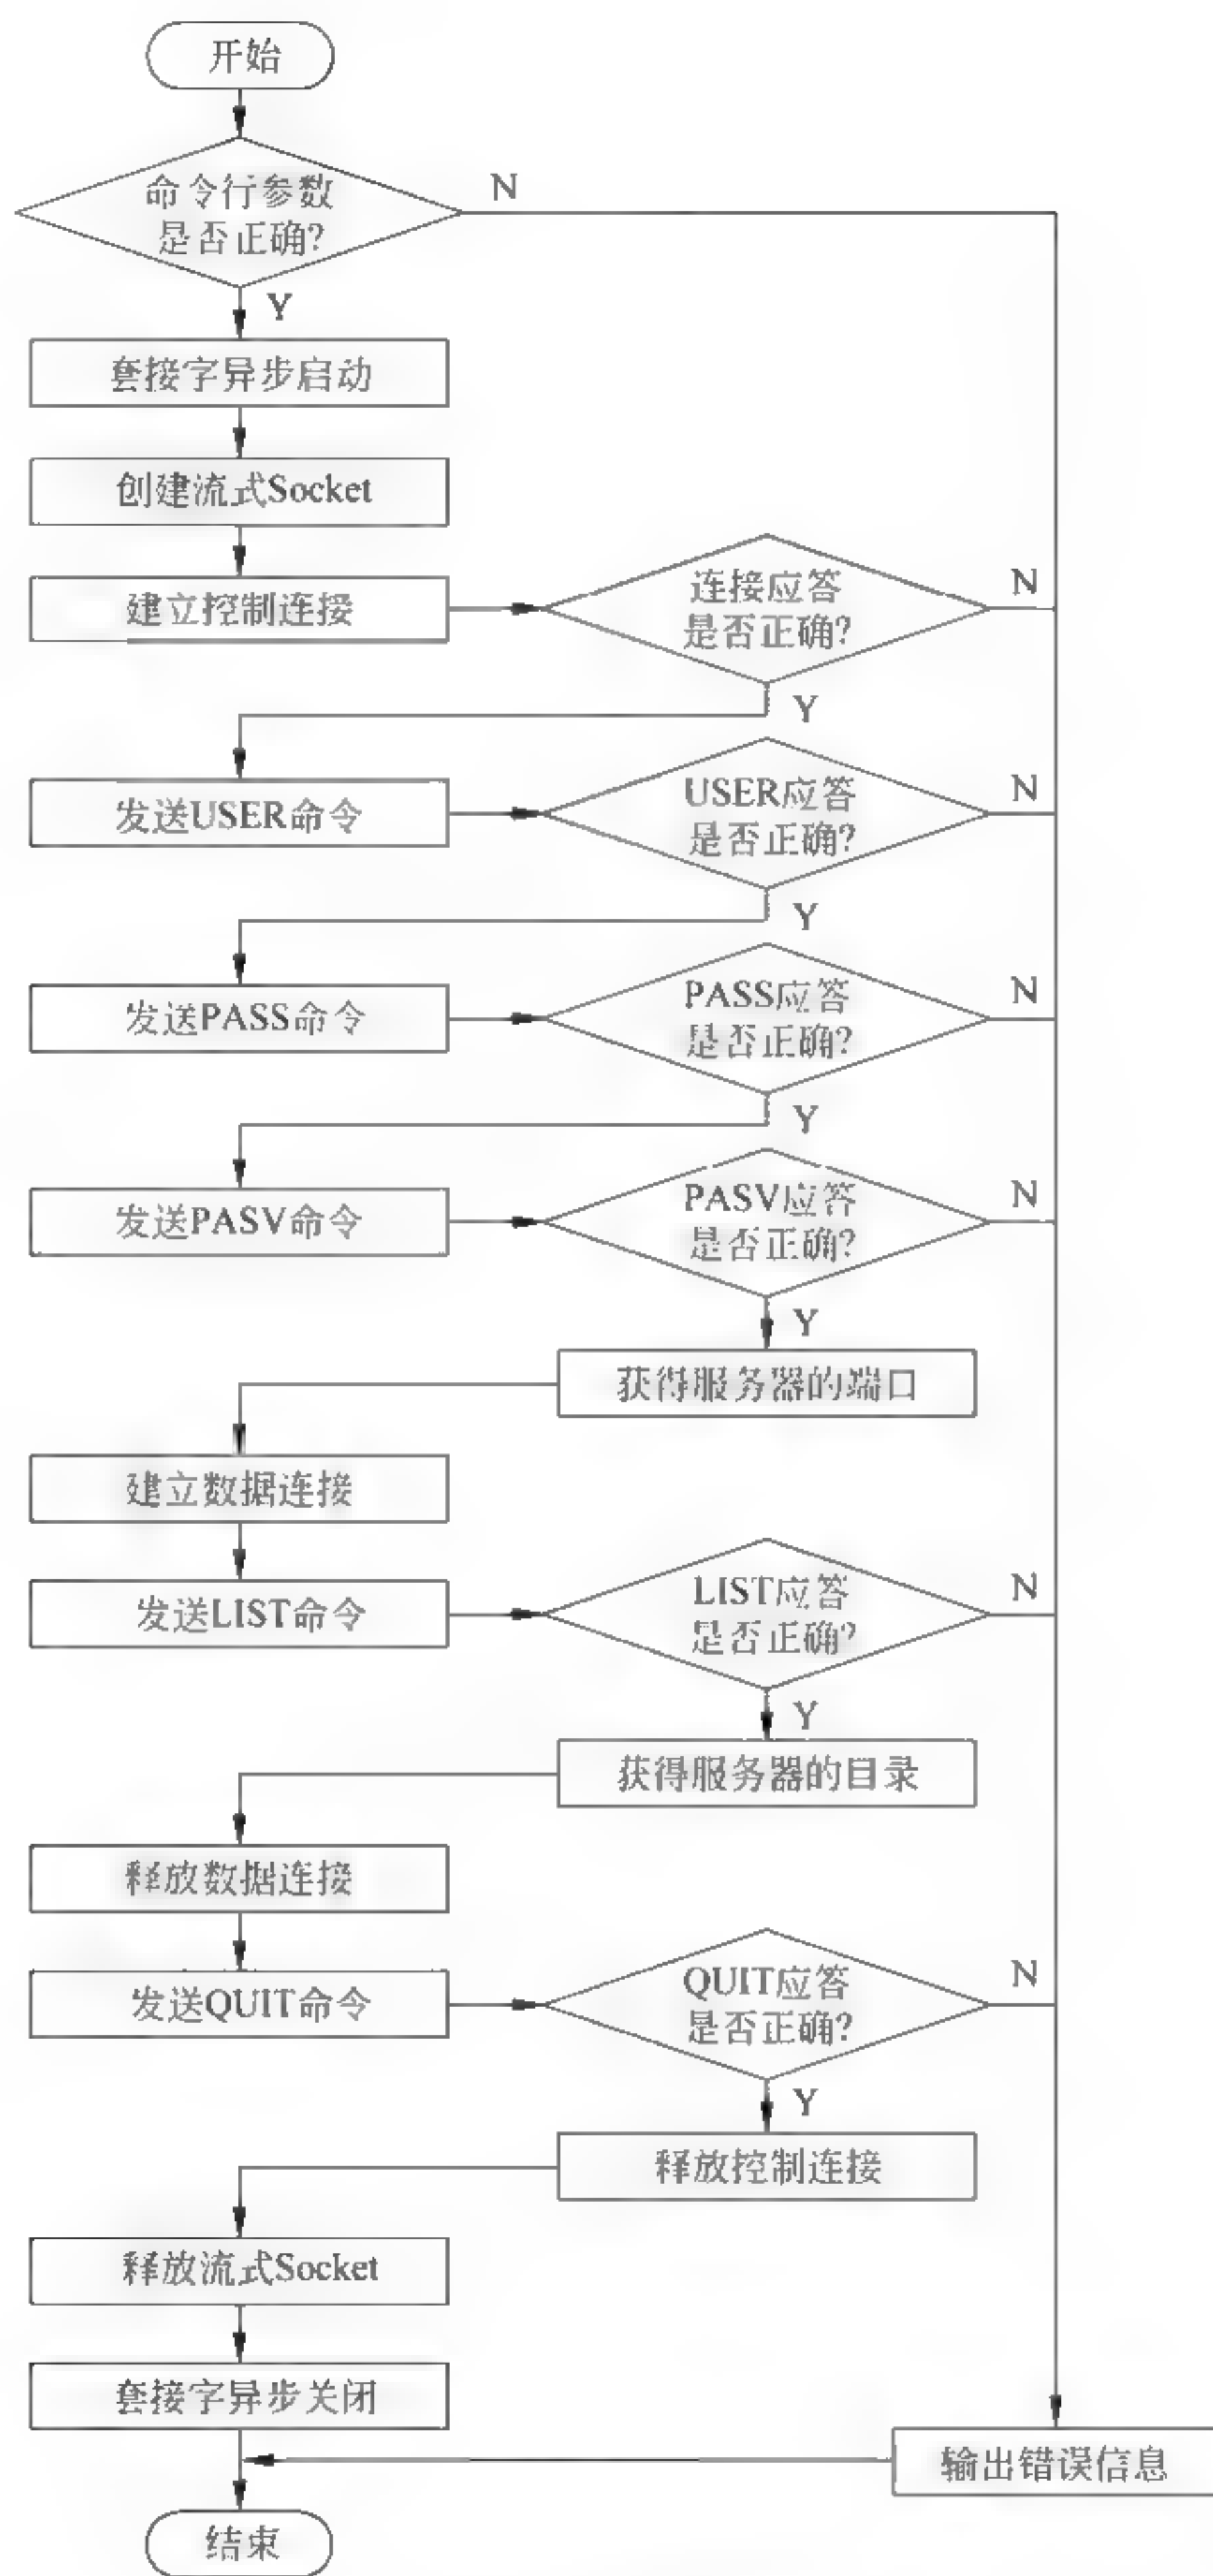 开始
命令行参数
是否正确?
N
Y
套接字异步启动
创建流式Socket
建立控制连接
连接应答
是否正确?
N
Y
发送USER命令
USER应答
是否正确?
N
Y
发送PASS命令
PASS应答
是否正确?
N
Y
发送PASV命令
PASV应答
是否正确?
N
Y
获得服务器的端口
建立数据连接
发送LIST命令
LIST应答
是否正确?
N
Y
获得服务器的目录
释放数据连接
发送QUIT命令
QUIT应答
是否正确?
N
Y
释放控制连接
释放流式Socket
套接字异步关闭
输出错误信息
结束